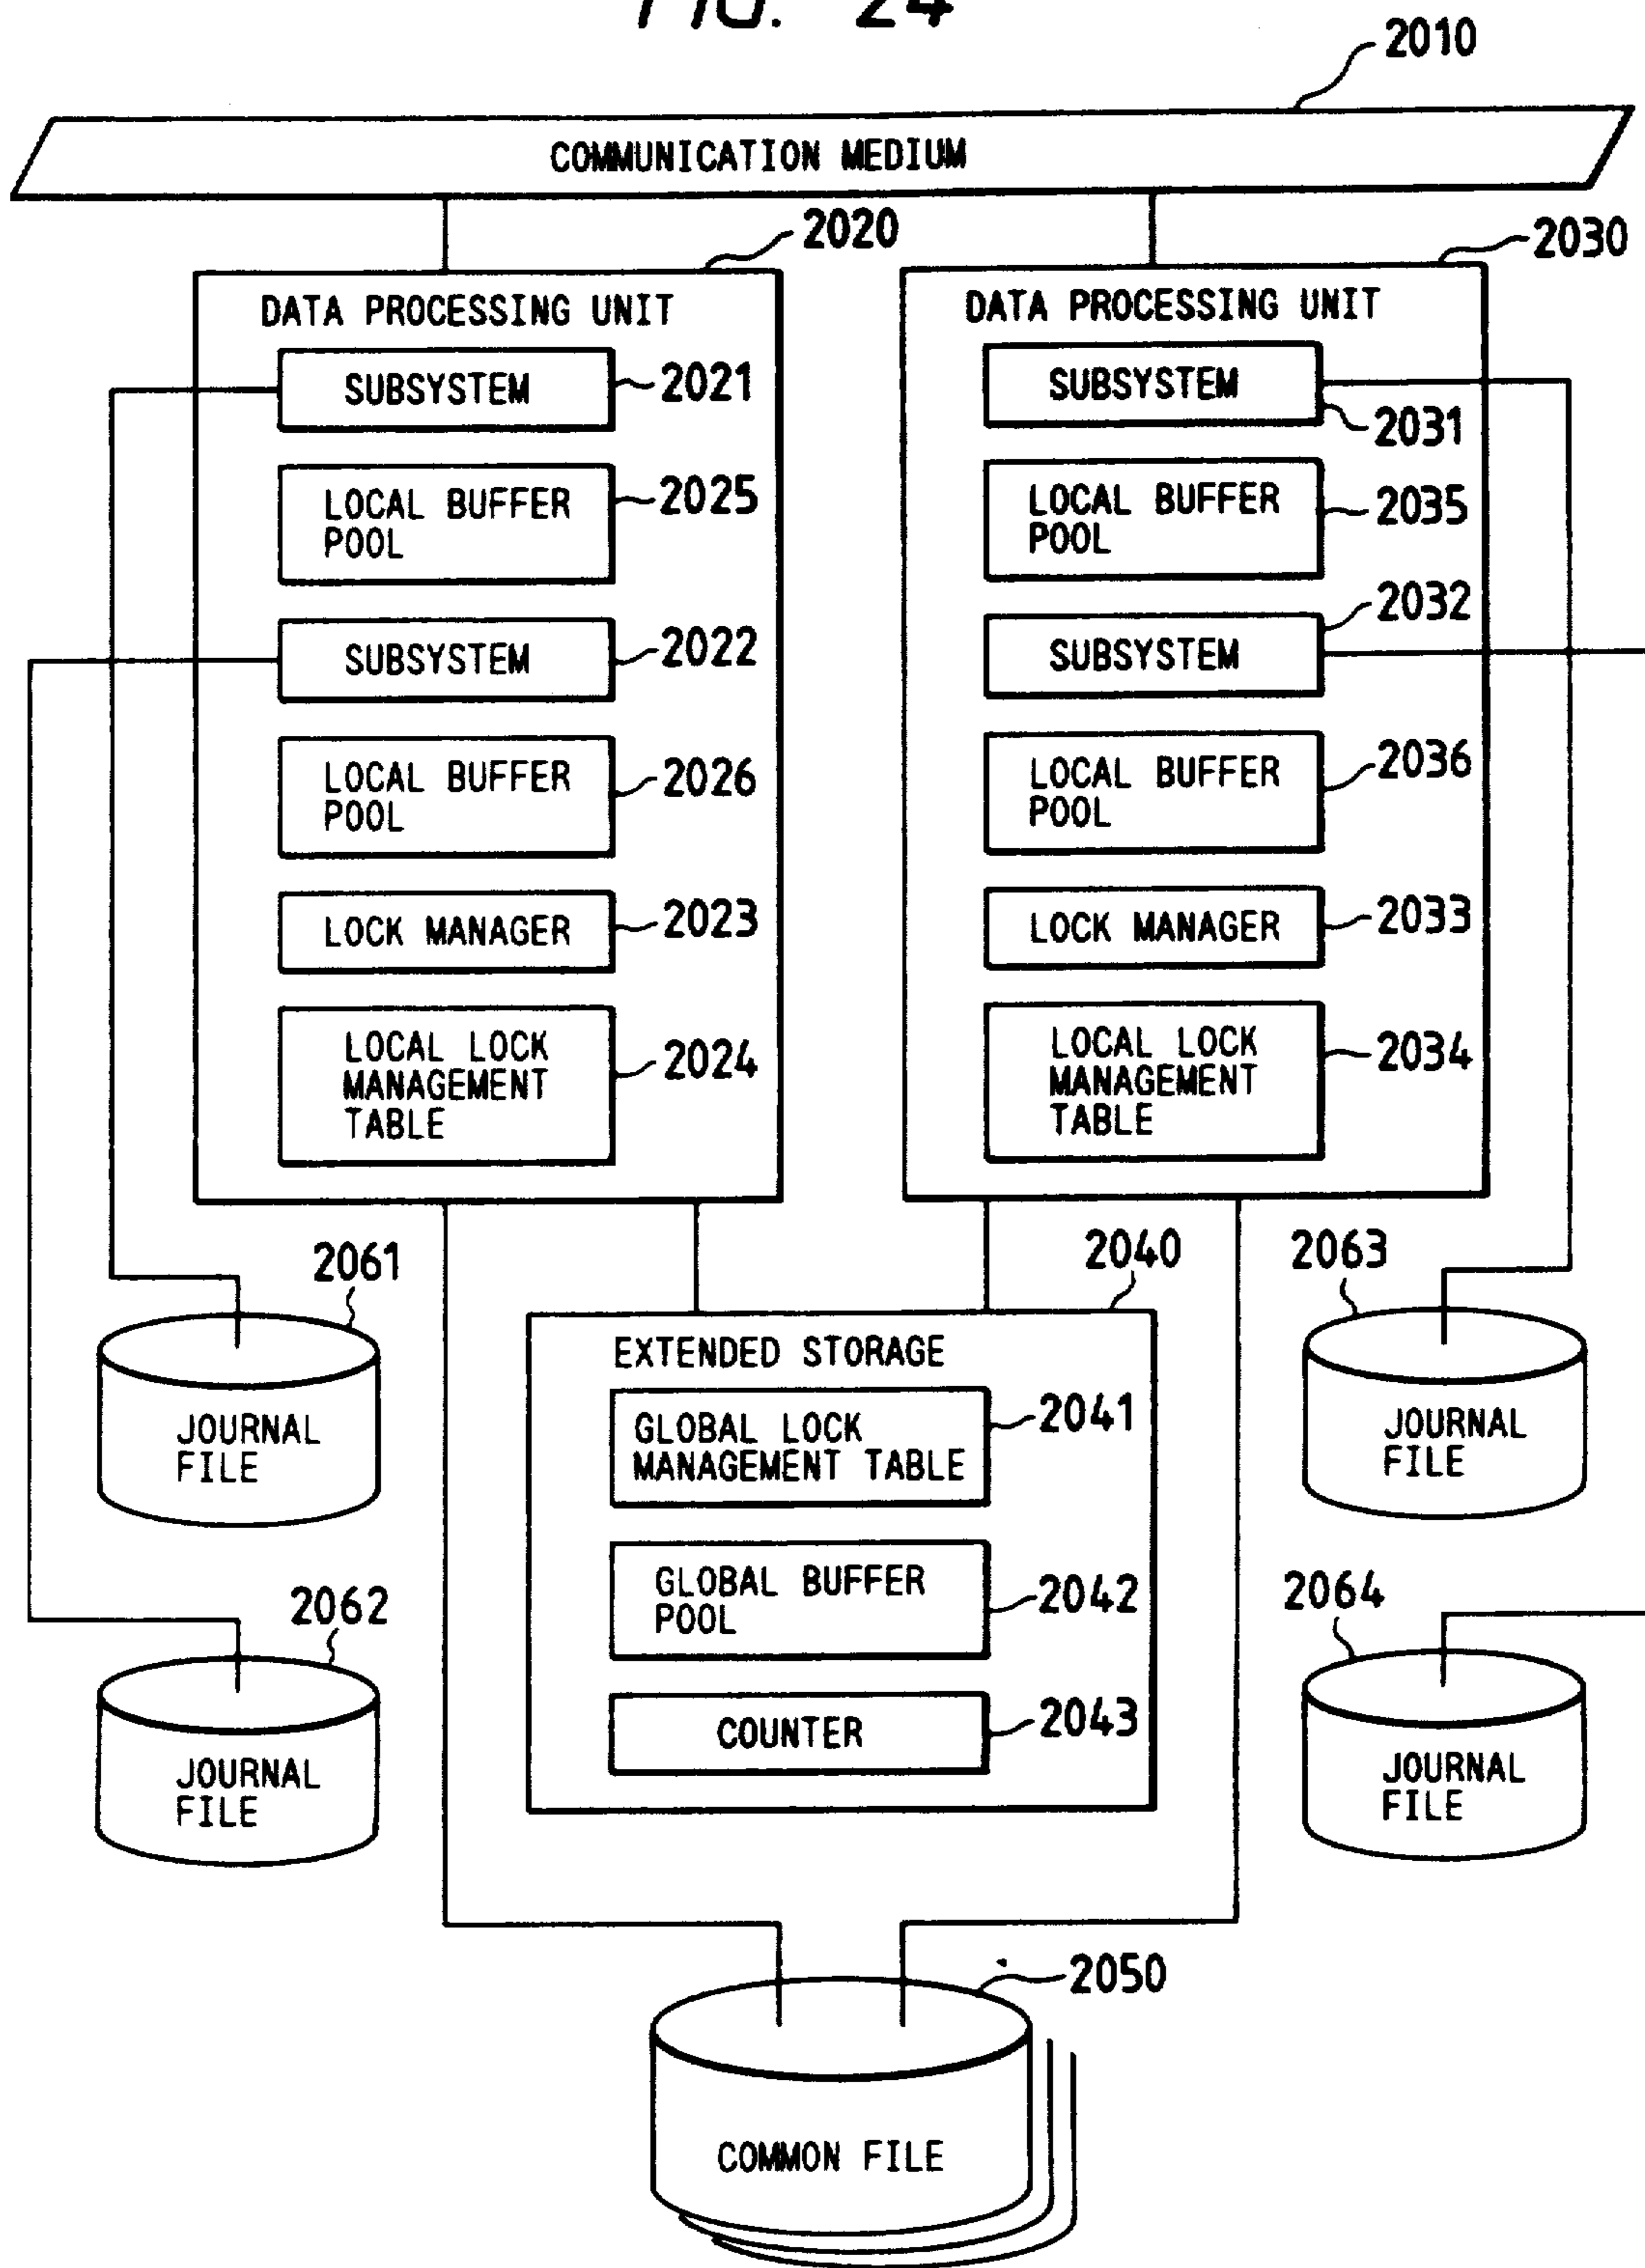 FIG. 24
2010
COMMUNICATION MEDIUM
2020
2030
DATA PROCESSING UNIT
SUBSYSTEM
2021
LOCAL BUFFER
POOL
2025
SUBSYSTEM
2022
LOCAL BUFFER
POOL
2026
LOCK MANAGER
2023
LOCAL LOCK
MANAGEMENT
TABLE
2024
DATA PROCESSING UNIT
SUBSYSTEM
2031
LOCAL BUFFER
POOL
2035
2032
SUBSYSTEM
LOCAL BUFFER
POOL
2036
LOCK MANAGER
2033
LOCAL LOCK
MANAGEMENT
TABLE
2034
2061
JOURNAL
FILE
2062
JOURNAL
FILE
2040
EXTENDED STORAGE
GLOBAL LOCK
MANAGEMENT TABLE
2041
GLOBAL BUFFER
POOL
2042
COUNTER
2043
2063
JOURNAL
FILE
2064
JOURNAL
FILE
2050
COMMON FILE